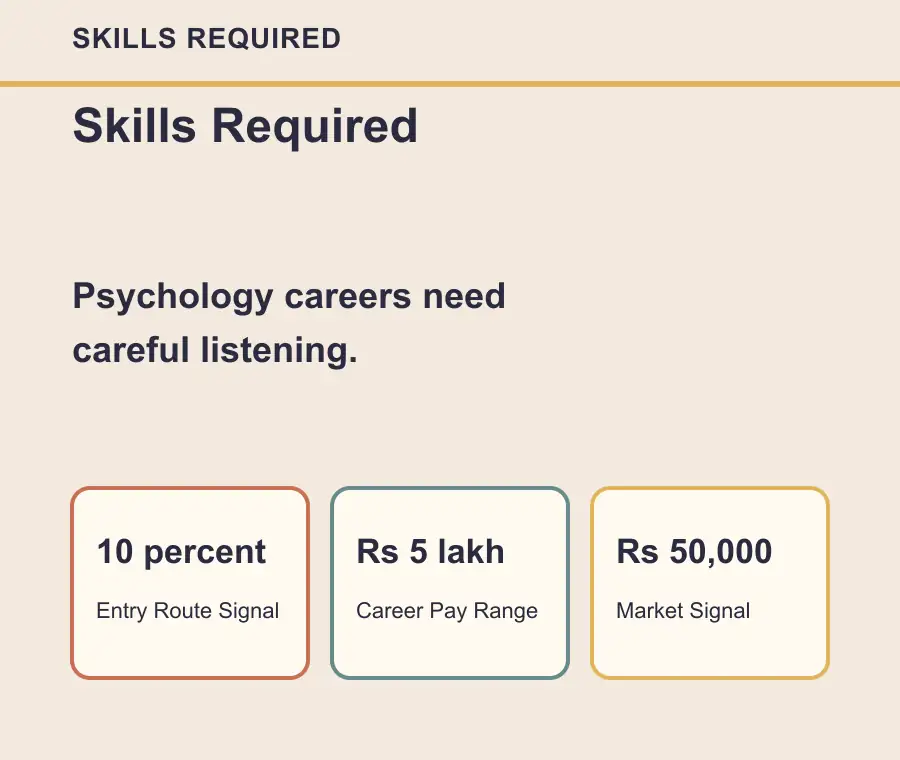 SKILLS REQUIRED
Skills Required
Psychology careers need
careful listening.
10 percent
Entry Route Signal
Rs 5 lakh
Career Pay Range
Rs 50,000
Market Signal